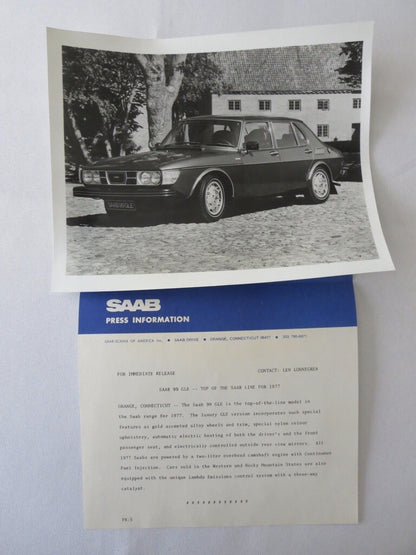 SAAB 99GLE
SAAB
PRESS INFORMATION
SAAB-SCANIA OF AMERICA Inc. • SAAB DRIVE • ORANGE, CONNECTICUT 06477 • 203 795-5671
FOR IMMEDIATE RELEASE CONTACT: LEN LONNEGREN
SAAB 99 GLE -- TOP OF THE SAAB LINE FOR 1977
ORANGE, CONNECTICUT -- The Saab 99 GLE is the top-of-the-line model in
the Saab range for 1977. The luxury GLE version incorporates such special
features as gold accented alloy wheels and trim, special nylon velour
upholstery, automatic electric heating of both the driver's and the front
passenger seat, and electrically controlled outside rear view mirrors. All
1977 Saabs are powered by a two-liter overhead camshaft engine with Continuous
Fuel Injection. Cars sold in the Western and Rocky Mountain States are also
equipped with the unique lambda Emissions control system with a three-way
catalyst.
# # # # # # # # # # #